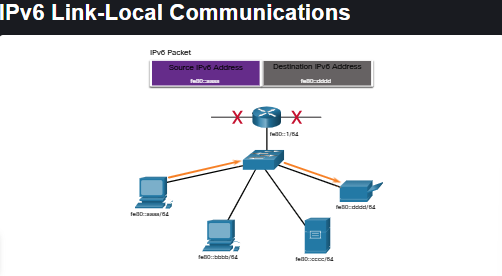 IPv6 Link-Local Communications
IPv6 Packet
Source IPv6 Address Destination IPv6 Address
fe80::aaaa fe80::dddd
fe80::1/64
fe80::aaaa/64
fe80::dddd/64
fe80::bbbb/64
fe80::cccc/64